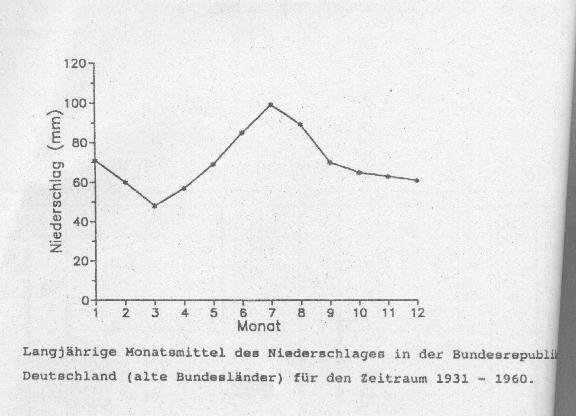 120
100
80
60
40
20
0
Niederschlag (mm)
1 2 3 4 5 6 7 8 9 10 11 12
Monat
Langjährige Monatsmittel des Niederschlages in der Bundesrepubli
Deutschland (alte Bundesländer) für den Zeitraum 1931 - 1960.